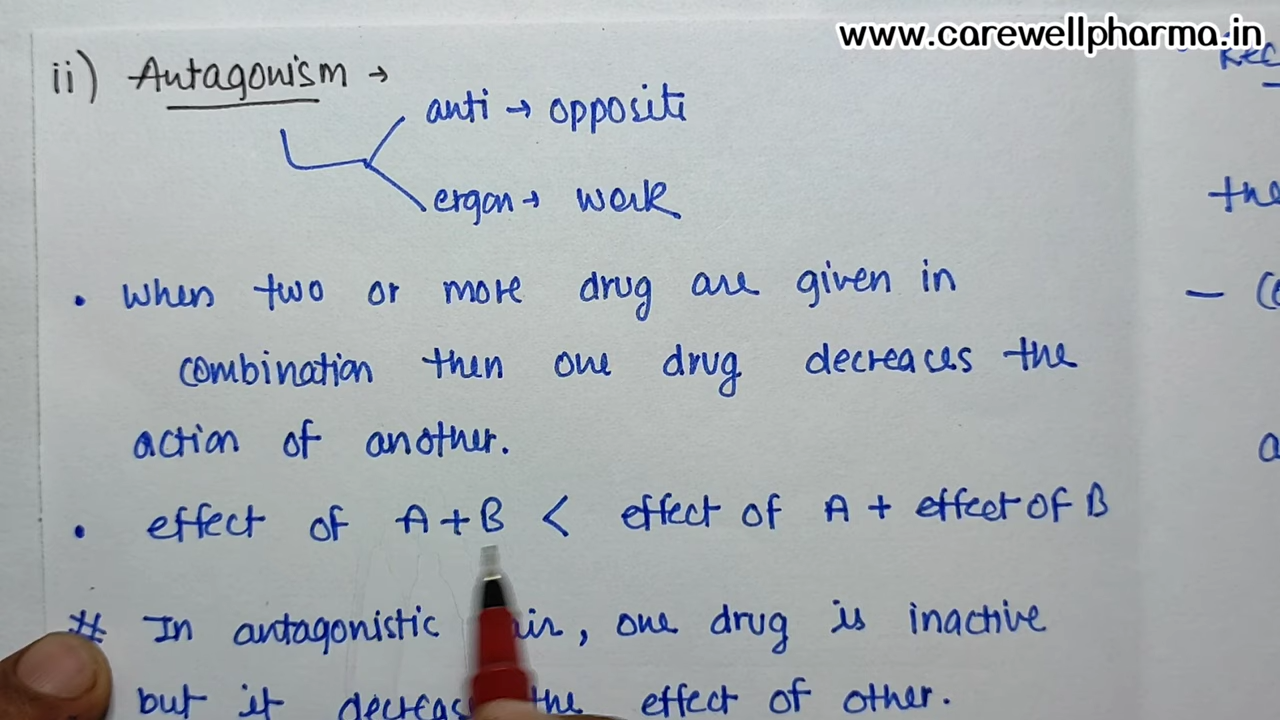 www.carewellpharma.in
ii) Antagonism →
anti → opposite
ergon → work
• When two or more drug are given in
combination then one drug decreaces the
action of another.
• effect of A + B < effect of A + effect of B
# In antagonistic , one drug is inactive
but it the effect of other.
the